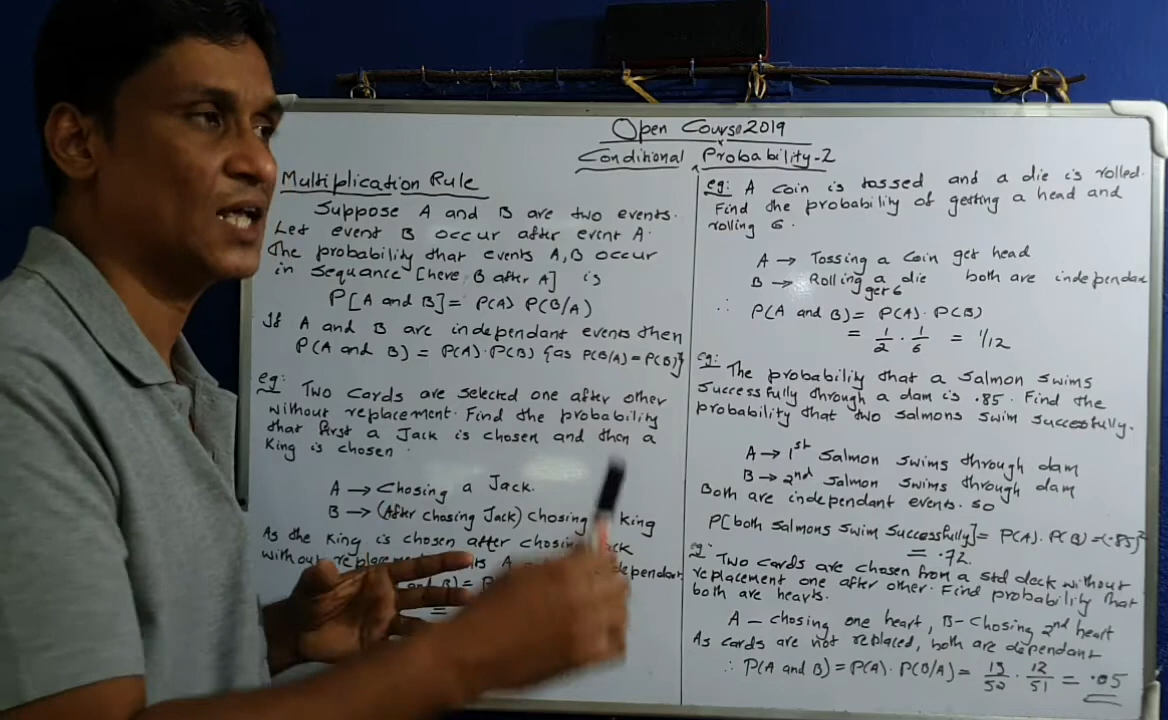 Open Course 2019
Conditional Probability-2
Multiplication Rule
Suppose A and B are two events.
Let event B occur after event A.
The probability that events A,B occur
in sequance [here B after A] is
P[A and B] = P(A) P(B/A)
If A and B are independant events then
P(A and B) = P(A).P(B) {as P(B/A) = P(B)}
eg: Two cards are selected one after other
without replacement. Find the probability
that first a Jack is chosen and then a
King is chosen.
A → Chosing a Jack.
B → (After chosing Jack) chosing King
As the King is chosen after chosing
without
and B) =
=
eg: A coin is tossed and a die is rolled.
Find the probability of getting a head and
rolling 6.
A → Tossing a coin get head
B → Rolling a die both are independant
get 6
∴ P(A and B) = P(A). P(B)
= 1/2 . 1/6 = 1/12
eg: The probability that a salmon swims
successfully through a dam is .85. Find the
probability that two salmons swim successfully.
A → 1st salmon swims through dam
B → 2nd salmon swims through dam
Both are independant events. so
P[both salmons swim successfully] = P(A). P(B) = (.85)²
= .72.
eg: Two cards are chosen from a std deck without
replacement one after other. Find probability that
both are hearts.
A – chosing one heart, B – chosing 2nd heart
As cards are not replaced, both are dependant
∴ P(A and B) = P(A). P(B/A) = 13/52 . 12/51 = .05